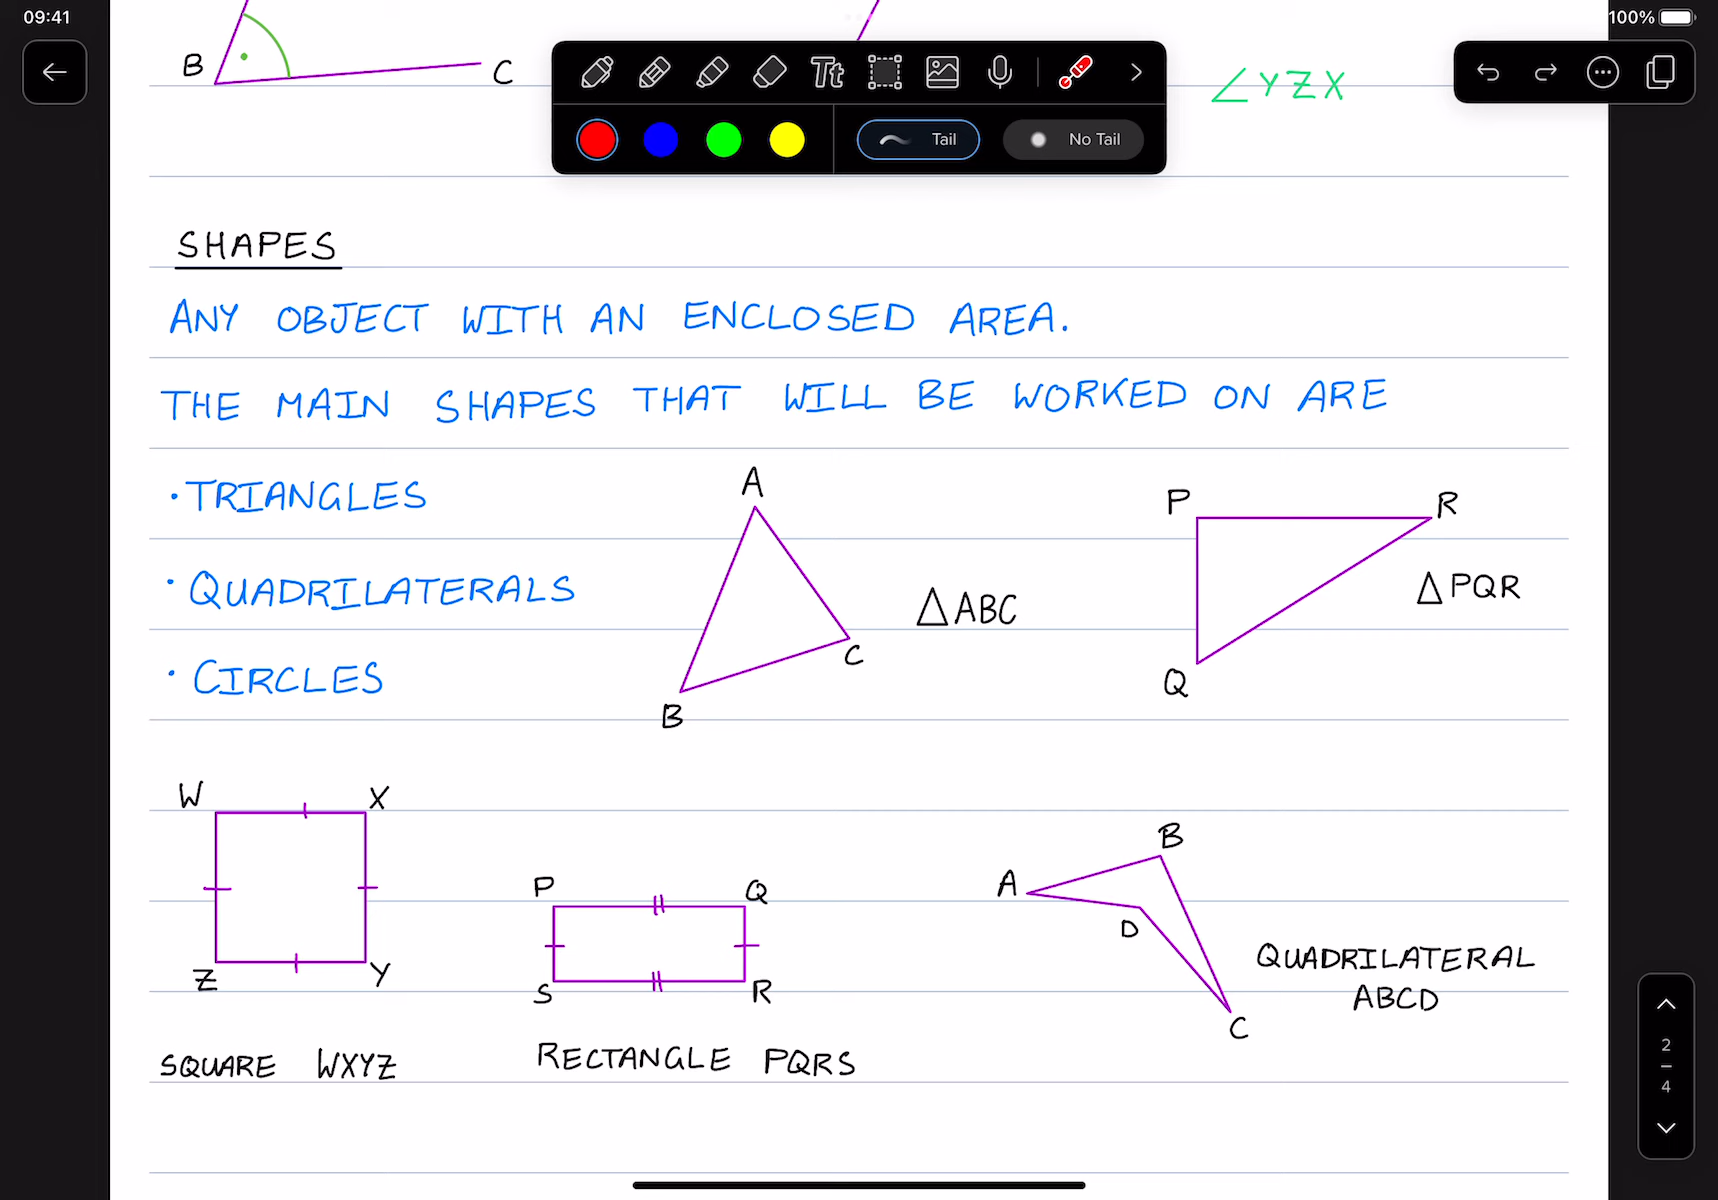 09:41
100%
B
C
Tt
∠YZX
Tail
No Tail
SHAPES
ANY OBJECT WITH AN ENCLOSED AREA.
THE MAIN SHAPES THAT WILL BE WORKED ON ARE
• TRIANGLES
• QUADRILATERALS
• CIRCLES
A
B
C
△ABC
P
R
Q
△PQR
W
X
Z
Y
SQUARE WXYZ
P
Q
S
R
RECTANGLE PQRS
A
B
D
C
QUADRILATERAL
ABCD
2
4